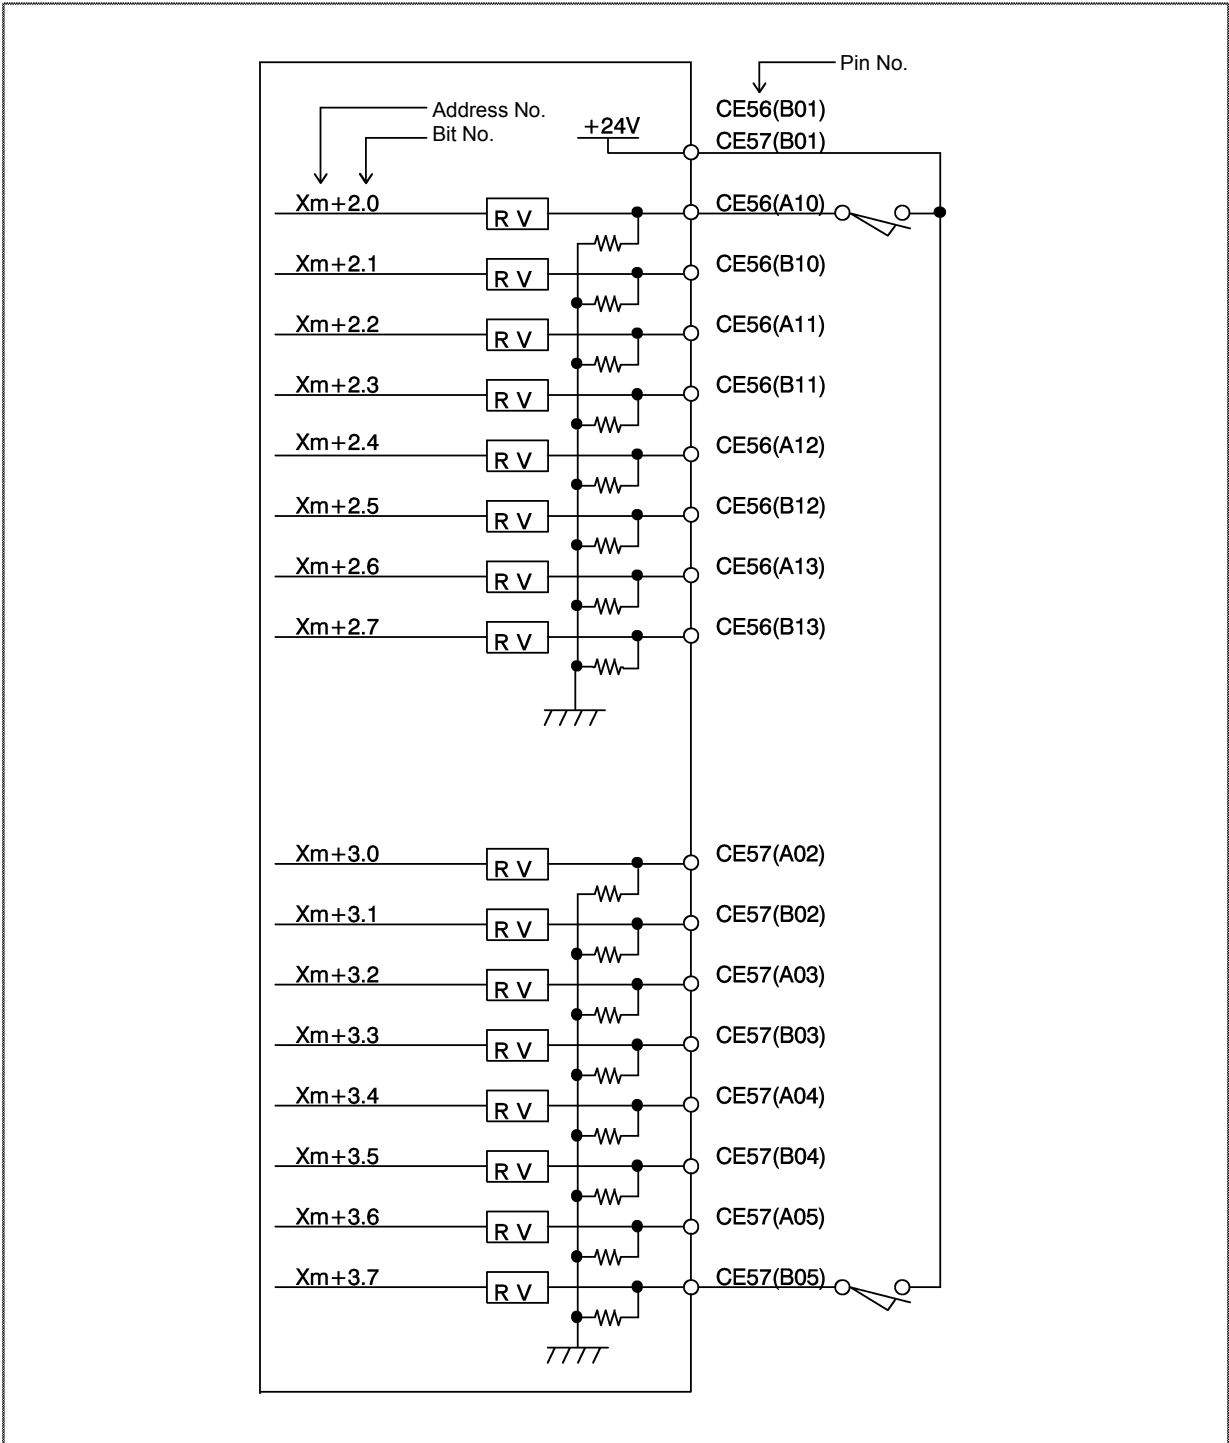 Pin No.
CE56(B01)
Address No.
Bit No.
+24V
CE57(B01)
Xm+2.0
RV
CE56(A10)
Xm+2.1
RV
CE56(B10)
Xm+2.2
RV
CE56(A11)
Xm+2.3
RV
CE56(B11)
Xm+2.4
RV
CE56(A12)
Xm+2.5
RV
CE56(B12)
Xm+2.6
RV
CE56(A13)
Xm+2.7
RV
CE56(B13)
Xm+3.0
RV
CE57(A02)
Xm+3.1
RV
CE57(B02)
Xm+3.2
RV
CE57(A03)
Xm+3.3
RV
CE57(B03)
Xm+3.4
RV
CE57(A04)
Xm+3.5
RV
CE57(B04)
Xm+3.6
RV
CE57(A05)
Xm+3.7
RV
CE57(B05)